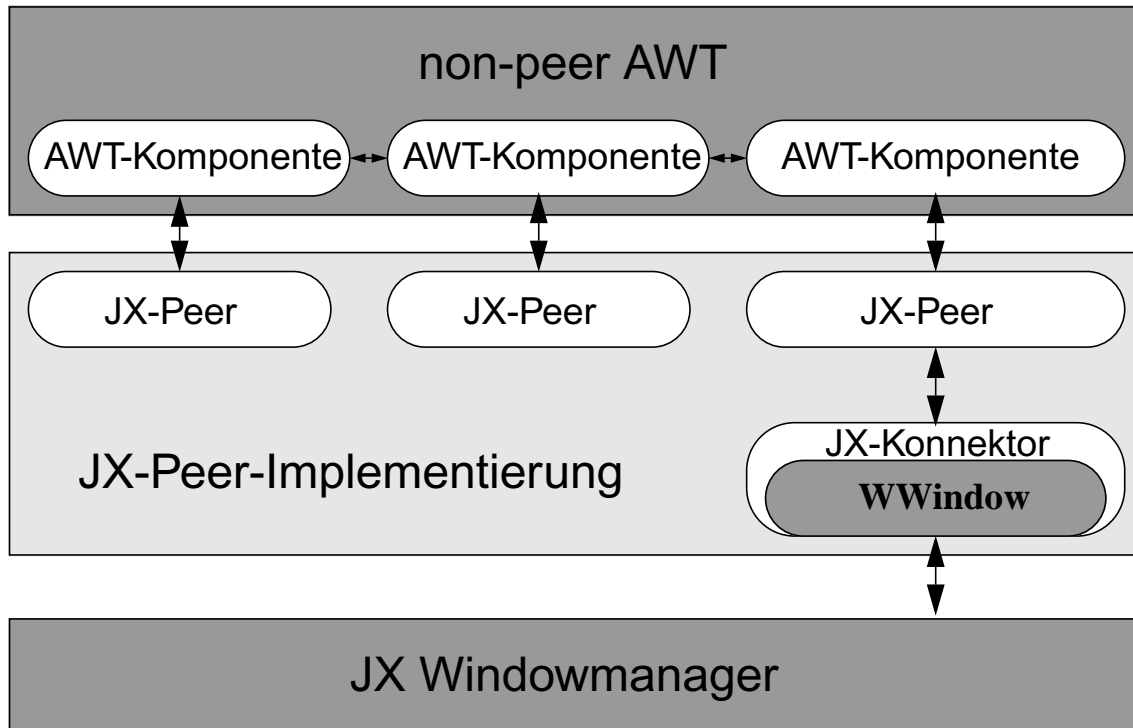 non-peer AWT
AWT-Komponente
AWT-Komponente
AWT-Komponente
JX-Peer
JX-Peer
JX-Peer
JX-Konnektor
WWindow
JX-Peer-Implementierung
JX Windowmanager